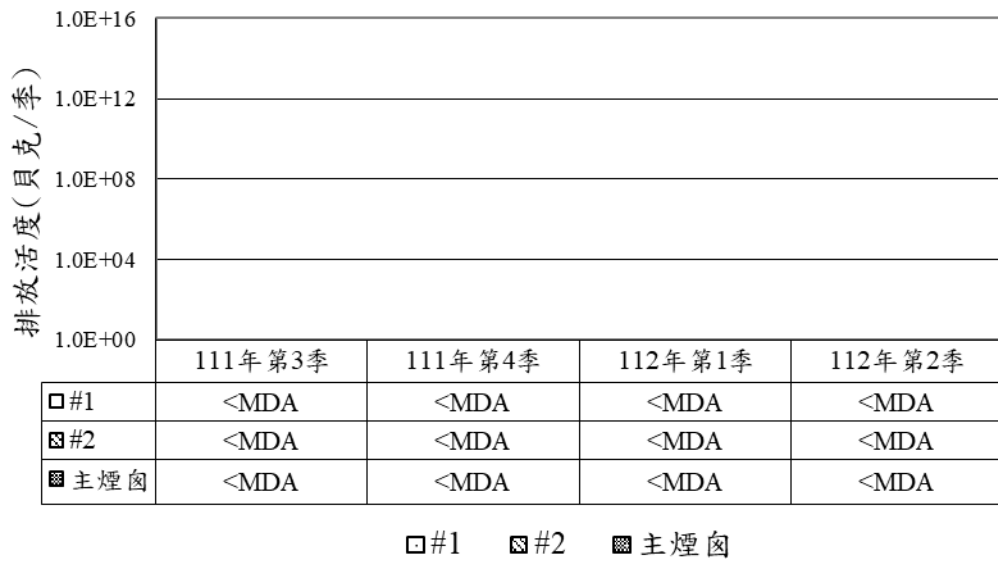 排放活度(貝克/季)
1.0E+16
1.0E+12
1.0E+08
1.0E+04
1.0E+00
111年第3季 111年第4季 112年第1季 112年第2季
#1 <MDA <MDA <MDA <MDA
#2 <MDA <MDA <MDA <MDA
主煙囪 <MDA <MDA <MDA <MDA
#1 #2 主煙囪